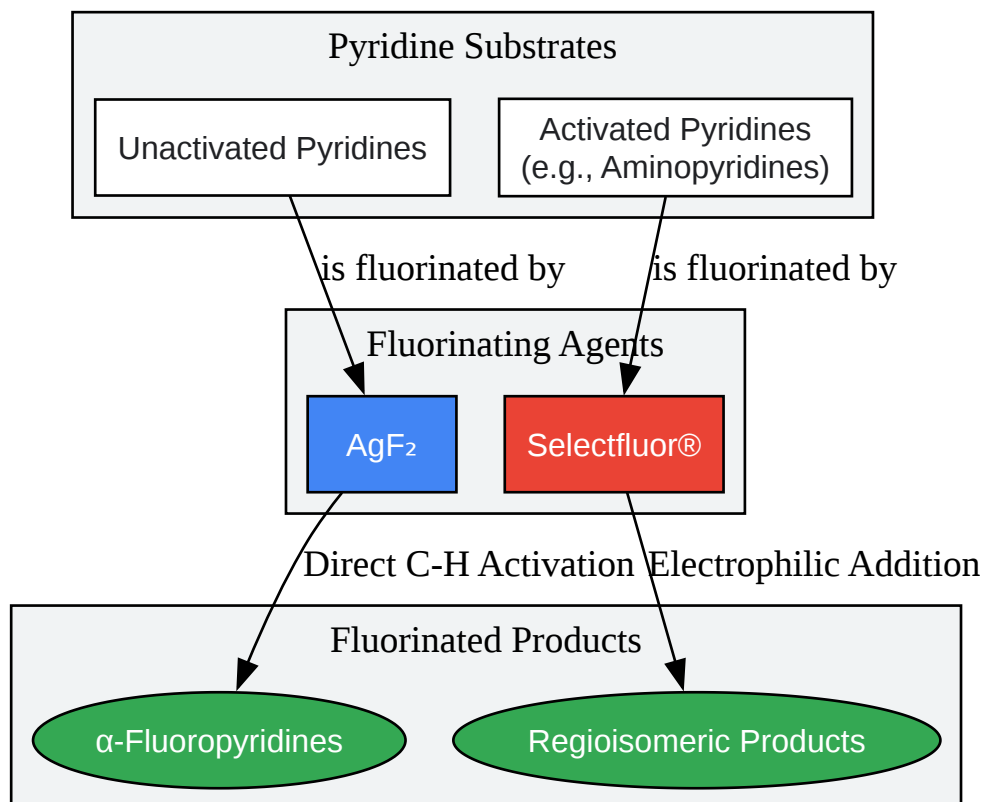 Pyridine Substrates
Unactivated Pyridines
Activated Pyridines
(e.g., Aminopyridines)
is fluorinated by
is fluorinated by
Fluorinating Agents
AgF₂
Selectfluor®
Direct C-H Activation
Electrophilic Addition
Fluorinated Products
α-Fluoropyridines
Regioisomeric Products